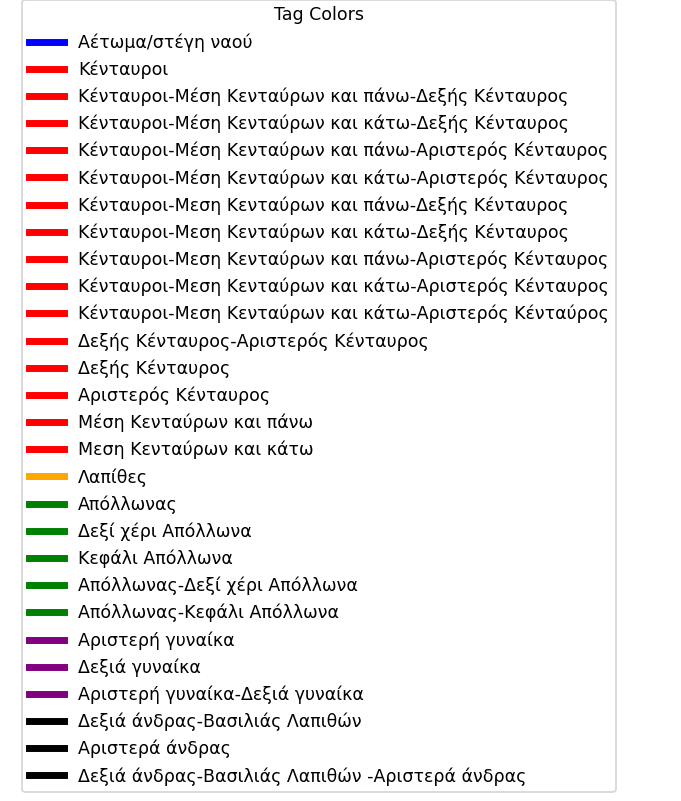 Tag Colors
Αέτωμα/στέγη ναού
Κένταυροι
Κένταυροι-Μέση Κενταύρων και πάνω-Δεξής Κένταυρος
Κένταυροι-Μέση Κενταύρων και κάτω-Δεξής Κένταυρος
Κένταυροι-Μέση Κενταύρων και πάνω-Αριστερός Κένταυρος
Κένταυροι-Μέση Κενταύρων και κάτω-Αριστερός Κένταυρος
Κένταυροι-Μεση Κενταύρων και πάνω-Δεξής Κένταυρος
Κένταυροι-Μεση Κενταύρων και κάτω-Δεξής Κένταυρος
Κένταυροι-Μεση Κενταύρων και πάνω-Αριστερός Κένταυρος
Κένταυροι-Μεση Κενταύρων και κάτω-Αριστερός Κένταυρος
Κένταυροι-Μεση Κενταύρων και κάτω-Αριστερός Κένταύρος
Δεξής Κένταυρος-Αριστερός Κένταυρος
Δεξής Κένταυρος
Αριστερός Κένταυρος
Μέση Κενταύρων και πάνω
Μεση Κενταύρων και κάτω
Λαπίθες
Απόλλωνας
Δεξί χέρι Απόλλωνα
Κεφάλι Απόλλωνα
Απόλλωνας-Δεξί χέρι Απόλλωνα
Απόλλωνας-Κεφάλι Απόλλωνα
Αριστερή γυναίκα
Δεξιά γυναίκα
Αριστερή γυναίκα-Δεξιά γυναίκα
Δεξιά άνδρας-Βασιλιάς Λαπιθών
Αριστερά άνδρας
Δεξιά άνδρας-Βασιλιάς Λαπιθών -Αριστερά άνδρας